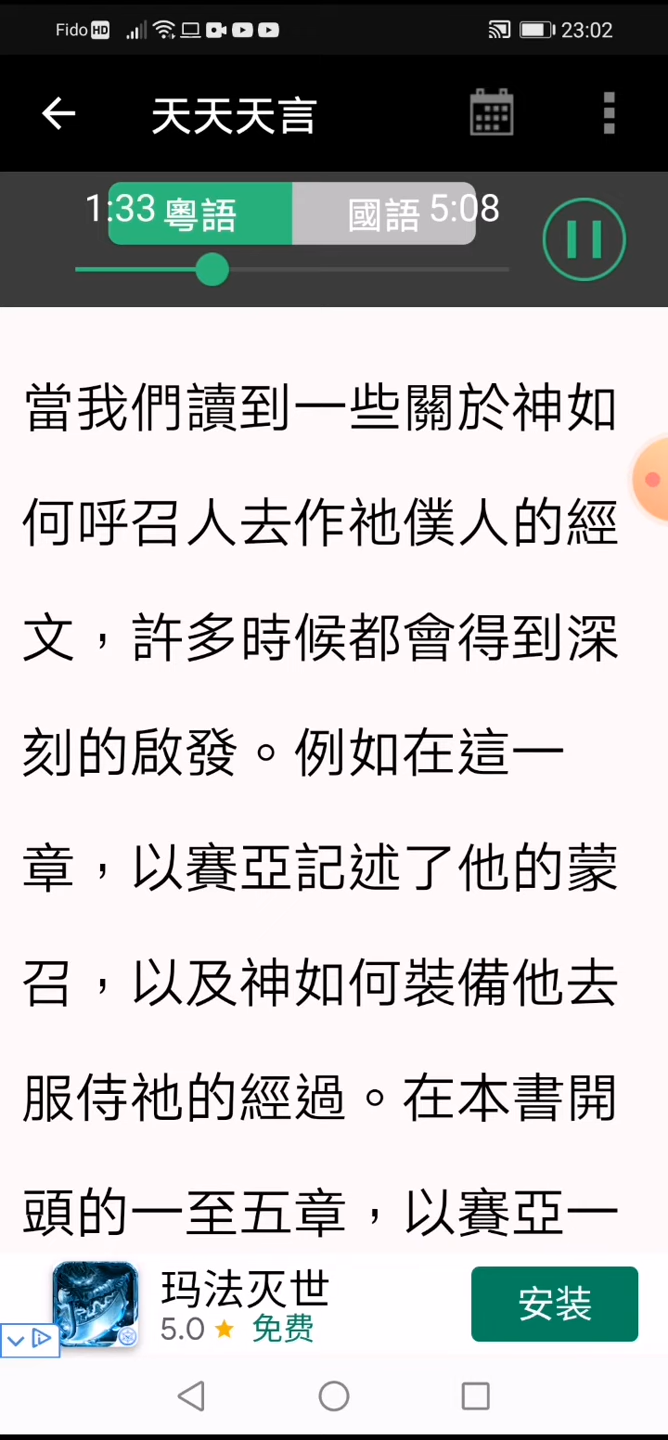 Fido HD 23:02
天天天言
1:33 粵語 國語 5:08
當我們讀到一些關於神如
何呼召人去作祂僕人的經
文，許多時候都會得到深
刻的啟發。例如在這一
章，以賽亞記述了他的蒙
召，以及神如何裝備他去
服侍祂的經過。在本書開
頭的一至五章，以賽亞一
玛法灭世
5.0 ★ 免费
安装